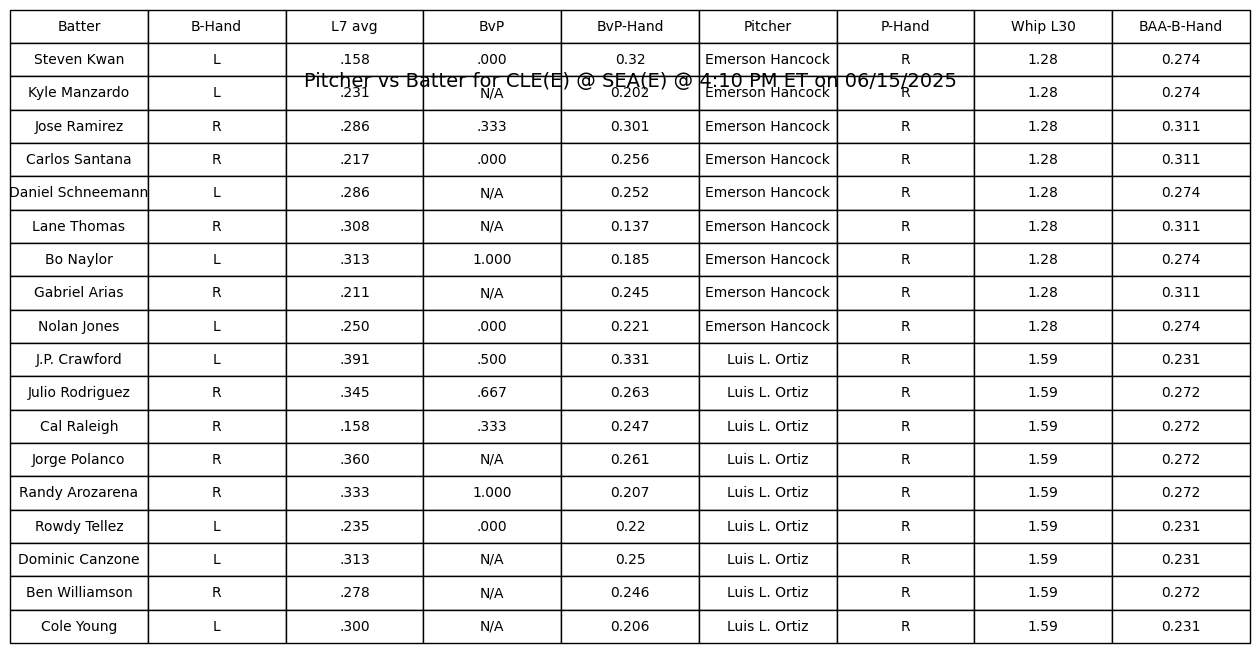 Batter B-Hand L7 avg BvP BvP-Hand Pitcher P-Hand Whip L30 BAA-B-Hand
Steven Kwan L .158 .000 0.32 Emerson Hancock R 1.28 0.274
Pitcher vs Batter for CLE(E) @ SEA(E) @ 4:10 PM ET on 06/15/2025
Kyle Manzardo L .231 N/A 0.202 Emerson Hancock R 1.28 0.274
Jose Ramirez R .286 .333 0.301 Emerson Hancock R 1.28 0.311
Carlos Santana R .217 .000 0.256 Emerson Hancock R 1.28 0.311
Daniel Schneemann L .286 N/A 0.252 Emerson Hancock R 1.28 0.274
Lane Thomas R .308 N/A 0.137 Emerson Hancock R 1.28 0.311
Bo Naylor L .313 1.000 0.185 Emerson Hancock R 1.28 0.274
Gabriel Arias R .211 N/A 0.245 Emerson Hancock R 1.28 0.311
Nolan Jones L .250 .000 0.221 Emerson Hancock R 1.28 0.274
J.P. Crawford L .391 .500 0.331 Luis L. Ortiz R 1.59 0.231
Julio Rodriguez R .345 .667 0.263 Luis L. Ortiz R 1.59 0.272
Cal Raleigh R .158 .333 0.247 Luis L. Ortiz R 1.59 0.272
Jorge Polanco R .360 N/A 0.261 Luis L. Ortiz R 1.59 0.272
Randy Arozarena R .333 1.000 0.207 Luis L. Ortiz R 1.59 0.272
Rowdy Tellez L .235 .000 0.22 Luis L. Ortiz R 1.59 0.231
Dominic Canzone L .313 N/A 0.25 Luis L. Ortiz R 1.59 0.231
Ben Williamson R .278 N/A 0.246 Luis L. Ortiz R 1.59 0.272
Cole Young L .300 N/A 0.206 Luis L. Ortiz R 1.59 0.231